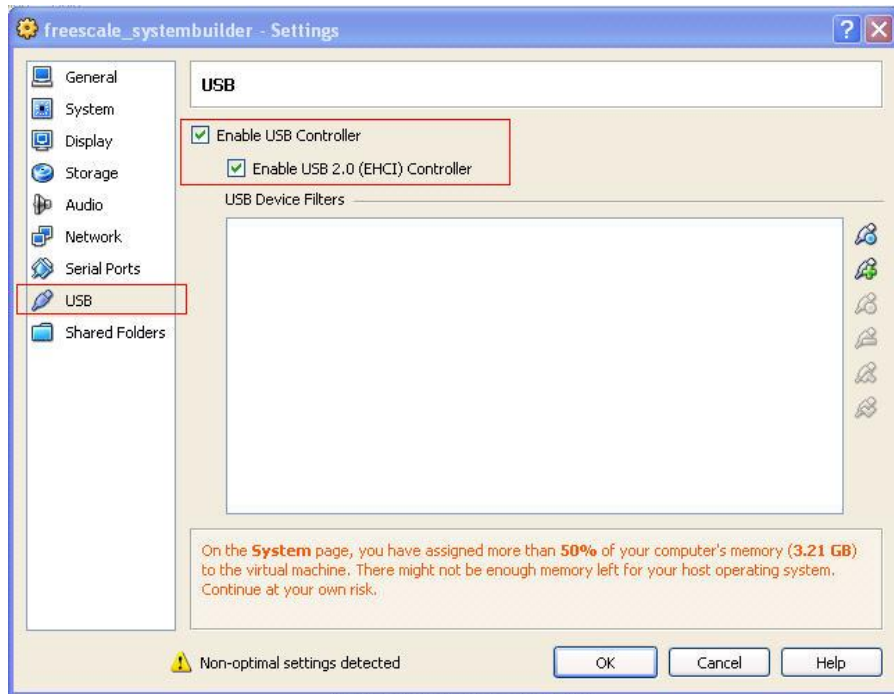 freescale_systembuilder - Settings
General
System
Display
Storage
Audio
Network
Serial Ports
USB
Shared Folders
USB
Enable USB Controller
Enable USB 2.0 (EHCI) Controller
USB Device Filters
On the System page, you have assigned more than 50% of your computer's memory (3.21 GB)
to the virtual machine. There might not be enough memory left for your host operating system.
Continue at your own risk.
Non-optimal settings detected
OK
Cancel
Help